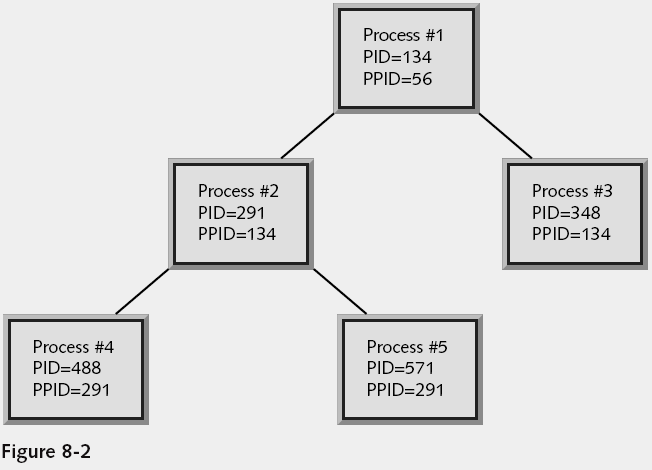 Process #1
PID=134
PPID=56
Process #2
PID=291
PPID=134
Process #3
PID=348
PPID=134
Process #4
PID=488
PPID=291
Process #5
PID=571
PPID=291
Figure 8-2